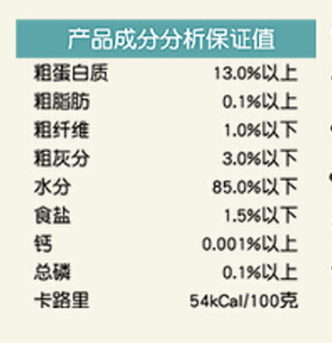 产品成分分析保证值
粗蛋白质 13.0%以上
粗脂肪 0.1%以上
粗纤维 1.0%以下
粗灰分 3.0%以下
水分 85.0%以下
食盐 1.5%以下
钙 0.001%以上
总磷 0.1%以上
卡路里 54kCal/100克